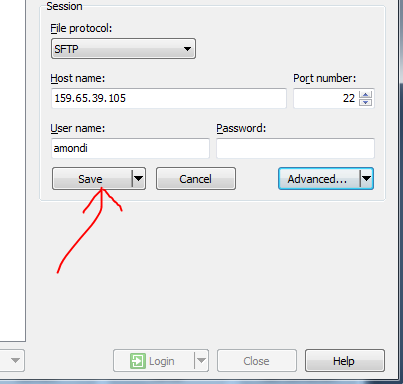 Session
File protocol:
SFTP
Host name: Port number:
159.65.39.105 22
User name: Password:
amondi
Save Cancel Advanced...
Login Close Help